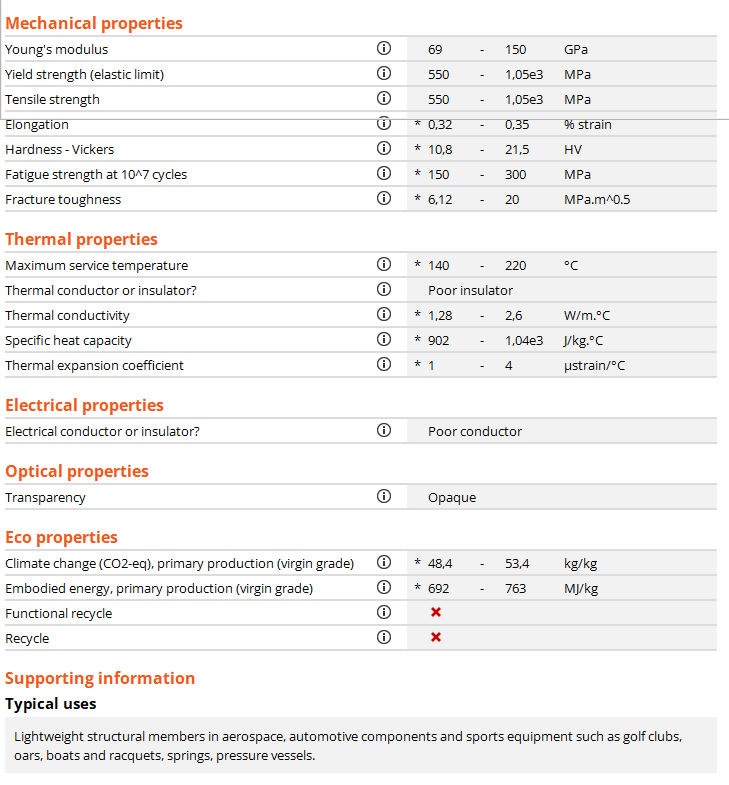 Mechanical properties
Young's modulus 69 - 150 GPa
Yield strength (elastic limit) 550 - 1,05e3 MPa
Tensile strength 550 - 1,05e3 MPa
Elongation * 0,32 - 0,35 % strain
Hardness - Vickers * 10,8 - 21,5 HV
Fatigue strength at 10^7 cycles * 150 - 300 MPa
Fracture toughness * 6,12 - 20 MPa.m^0.5
Thermal properties
Maximum service temperature * 140 - 220 °C
Thermal conductor or insulator? Poor insulator
Thermal conductivity * 1,28 - 2,6 W/m.°C
Specific heat capacity * 902 - 1,04e3 J/kg.°C
Thermal expansion coefficient * 1 - 4 µstrain/°C
Electrical properties
Electrical conductor or insulator? Poor conductor
Optical properties
Transparency Opaque
Eco properties
Climate change (CO2-eq), primary production (virgin grade) * 48,4 - 53,4 kg/kg
Embodied energy, primary production (virgin grade) * 692 - 763 MJ/kg
Functional recycle
Recycle
Supporting information
Typical uses
Lightweight structural members in aerospace, automotive components and sports equipment such as golf clubs,
oars, boats and racquets, springs, pressure vessels.